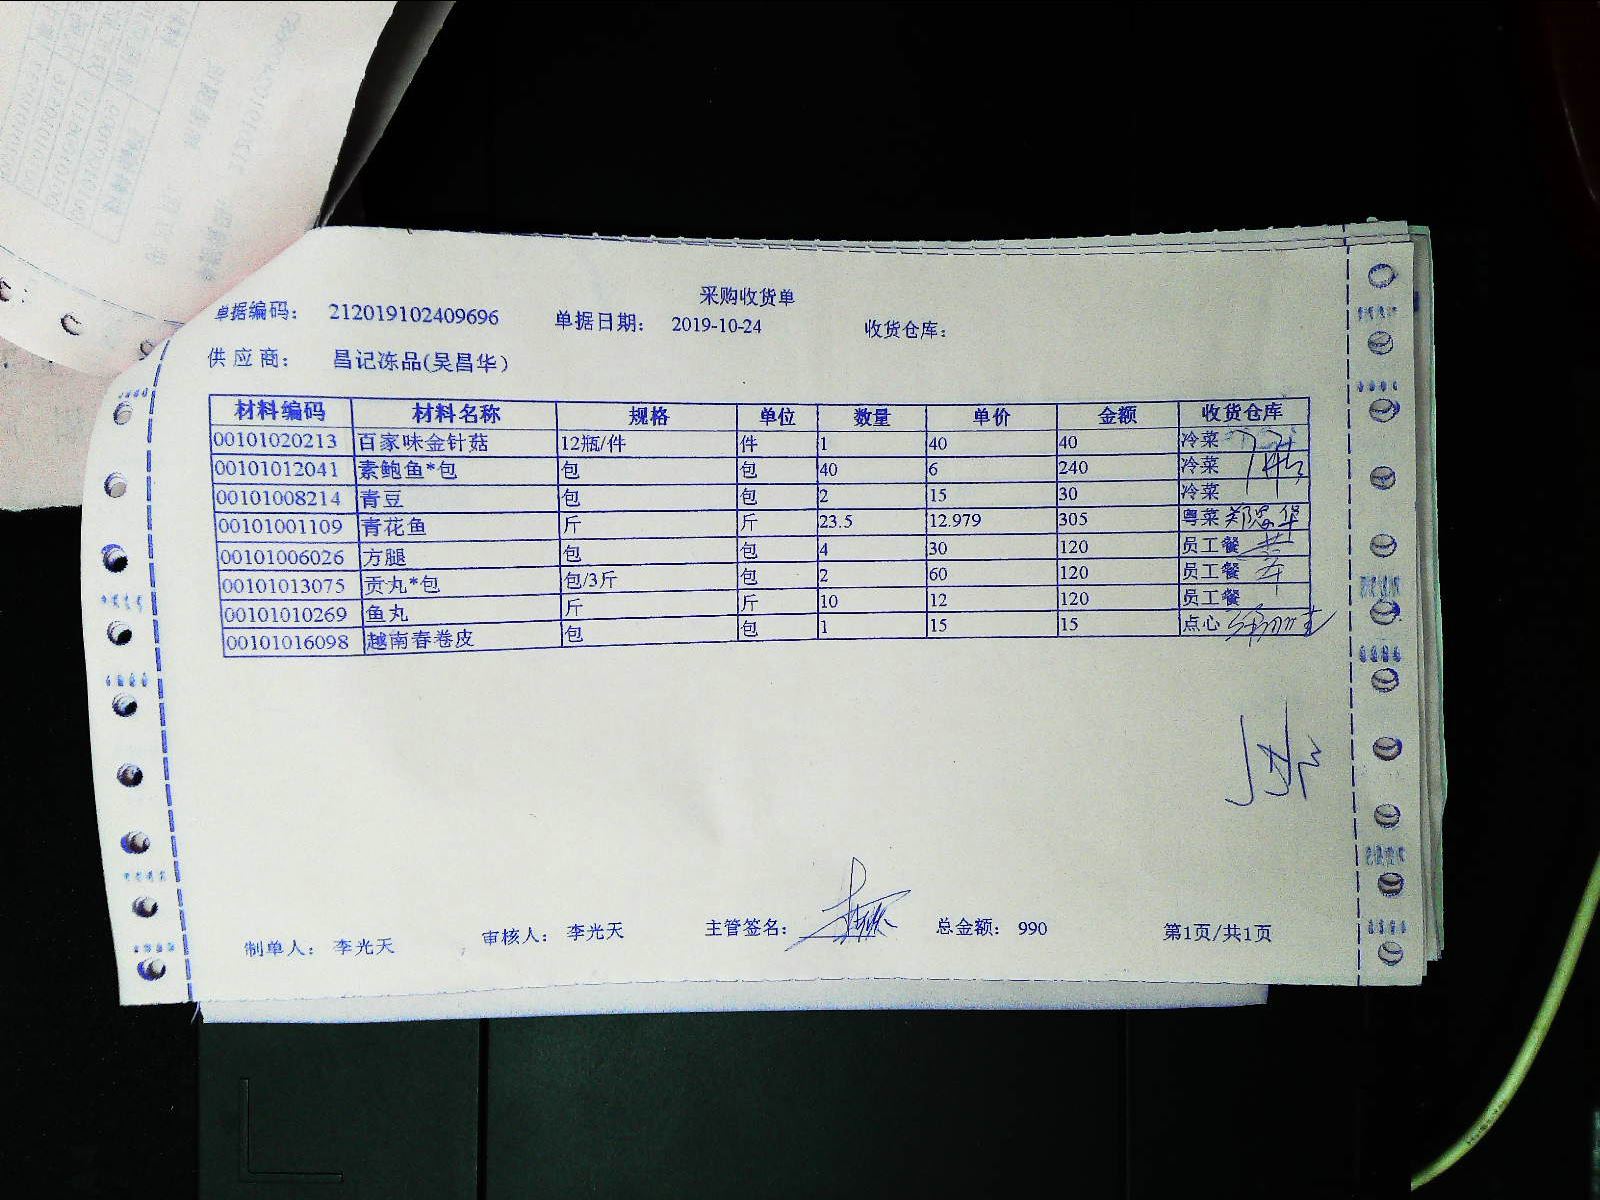 采购收货单
单据编码： 212019102409696 单据日期： 2019-10-24 收货仓库：
供应商： 昌记冻品(吴昌华)
材料编码 材料名称 规格 单位 数量 单价 金额 收货仓库
00101020213 百家味金针菇 12瓶/件 件 1 40 40 冷菜
00101012041 素鲍鱼*包 包 包 40 6 240 冷菜
00101008214 青豆 包 包 2 15 30 冷菜
00101001109 青花鱼 斤 斤 23.5 12.979 305 粤菜
00101006026 方腿 包 包 4 30 120 员工餐
00101013075 贡丸*包 包/3斤 包 2 60 120 员工餐
00101010269 鱼丸 斤 斤 10 12 120 员工餐
00101016098 越南春卷皮 包 包 1 15 15 点心
制单人： 李光天 审核人： 李光天 主管签名： 总金额： 990 第1页/共1页